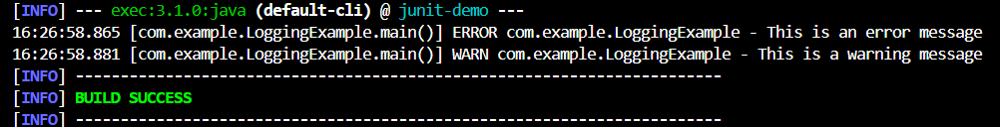 [INFO] --- exec:3.1.0:java (default-cli) @ junit-demo ---
16:26:58.865 [com.example.LoggingExample.main()] ERROR com.example.LoggingExample - This is an error message
16:26:58.881 [com.example.LoggingExample.main()] WARN com.example.LoggingExample - This is a warning message
[INFO] ------------------------------------------------------------------------
[INFO] BUILD SUCCESS
[INFO] ------------------------------------------------------------------------